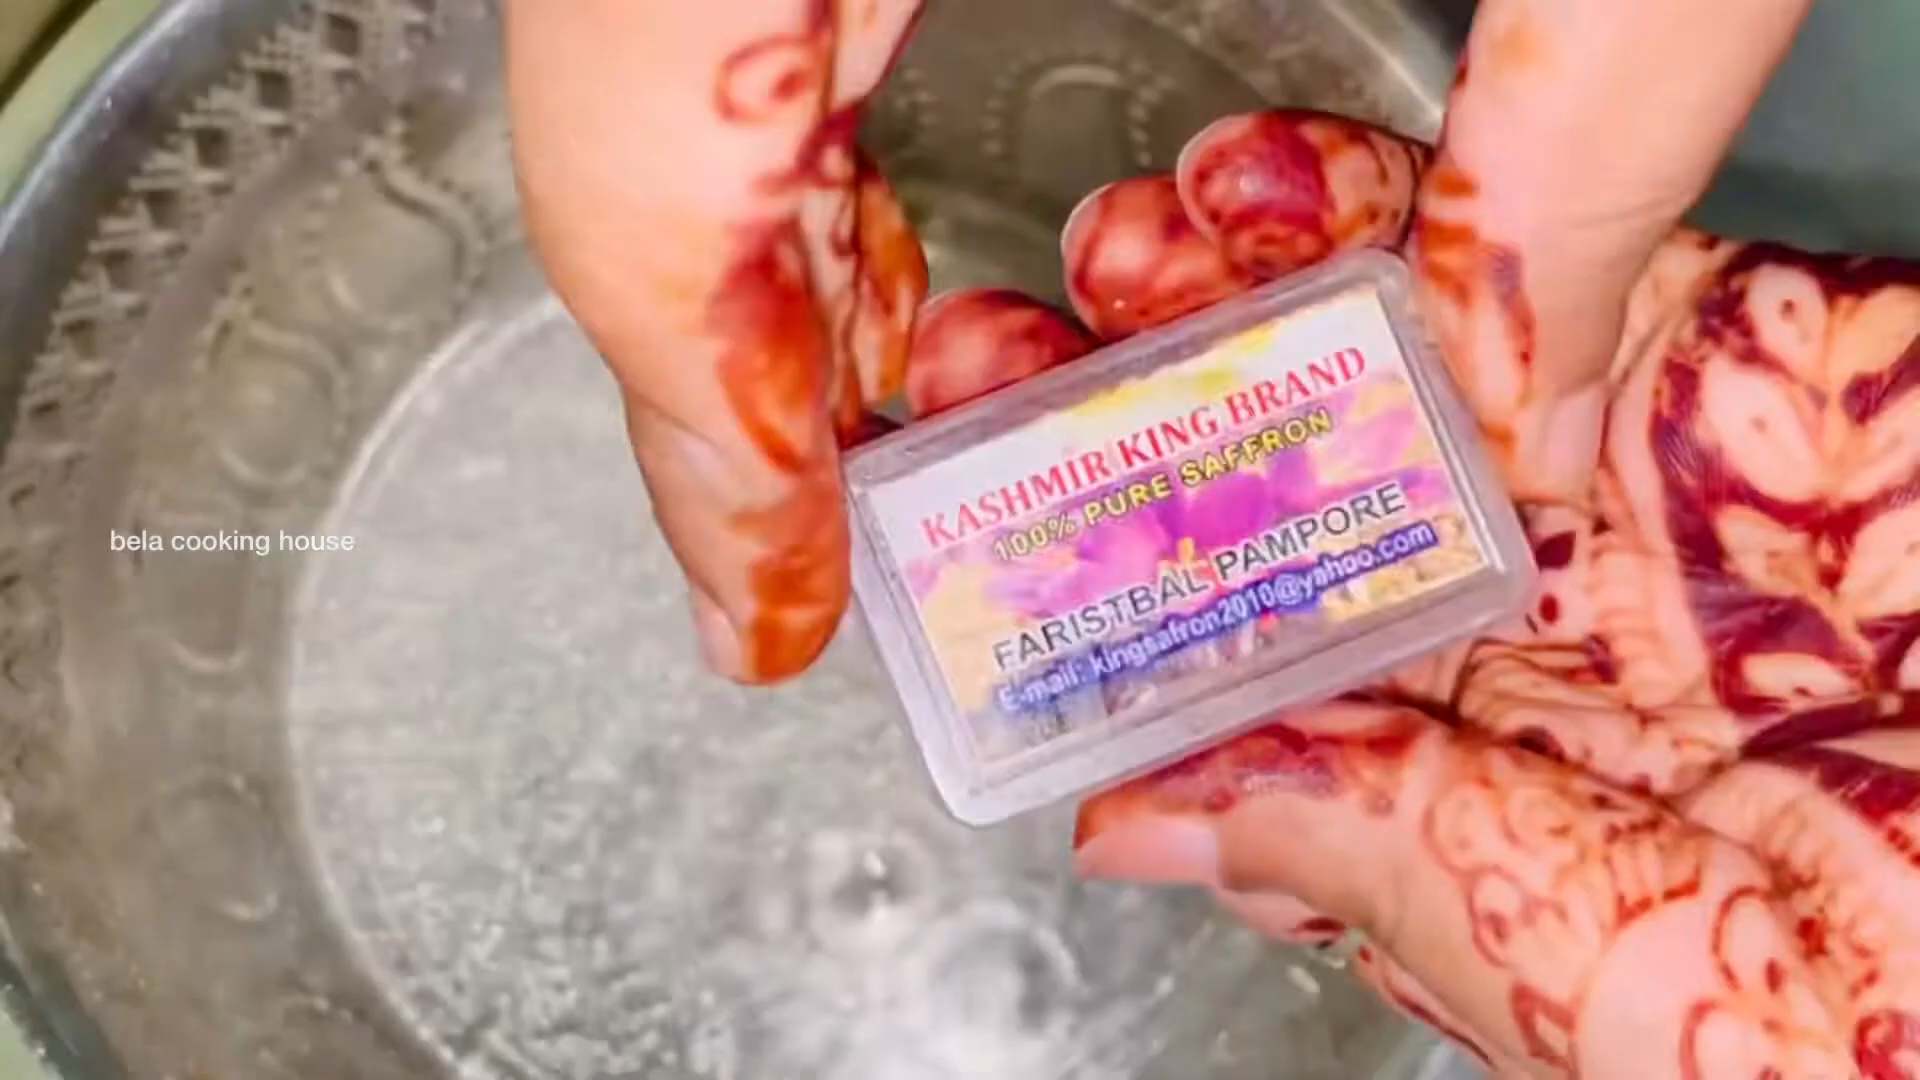 KASHMIR KING BRAND
100% PURE SAFFRON
FARISTBAL PAMPORE
E-mail: kingsafron2010@yahoo.com
bela cooking house